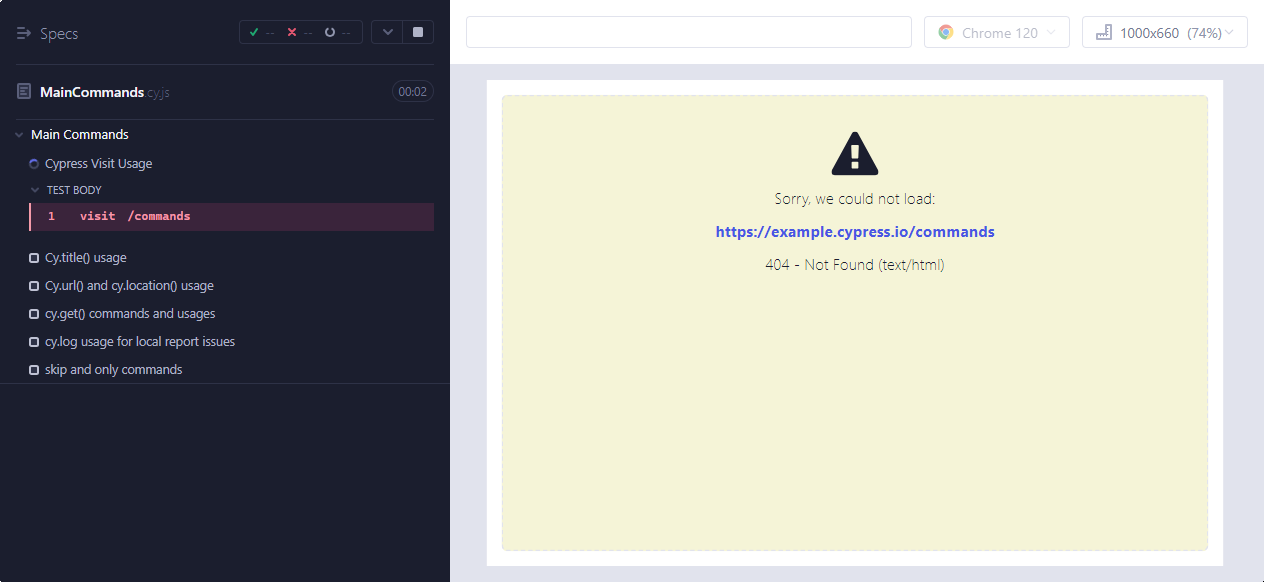 Specs
-- -- --
MainCommands.cy.js 00:02
Main Commands
Cypress Visit Usage
TEST BODY
1 visit /commands
Cy.title() usage
Cy.url() and cy.location() usage
cy.get() commands and usages
cy.log usage for local report issues
skip and only commands
Chrome 120
1000x660 (74%)
Sorry, we could not load:
https://example.cypress.io/commands
404 - Not Found (text/html)